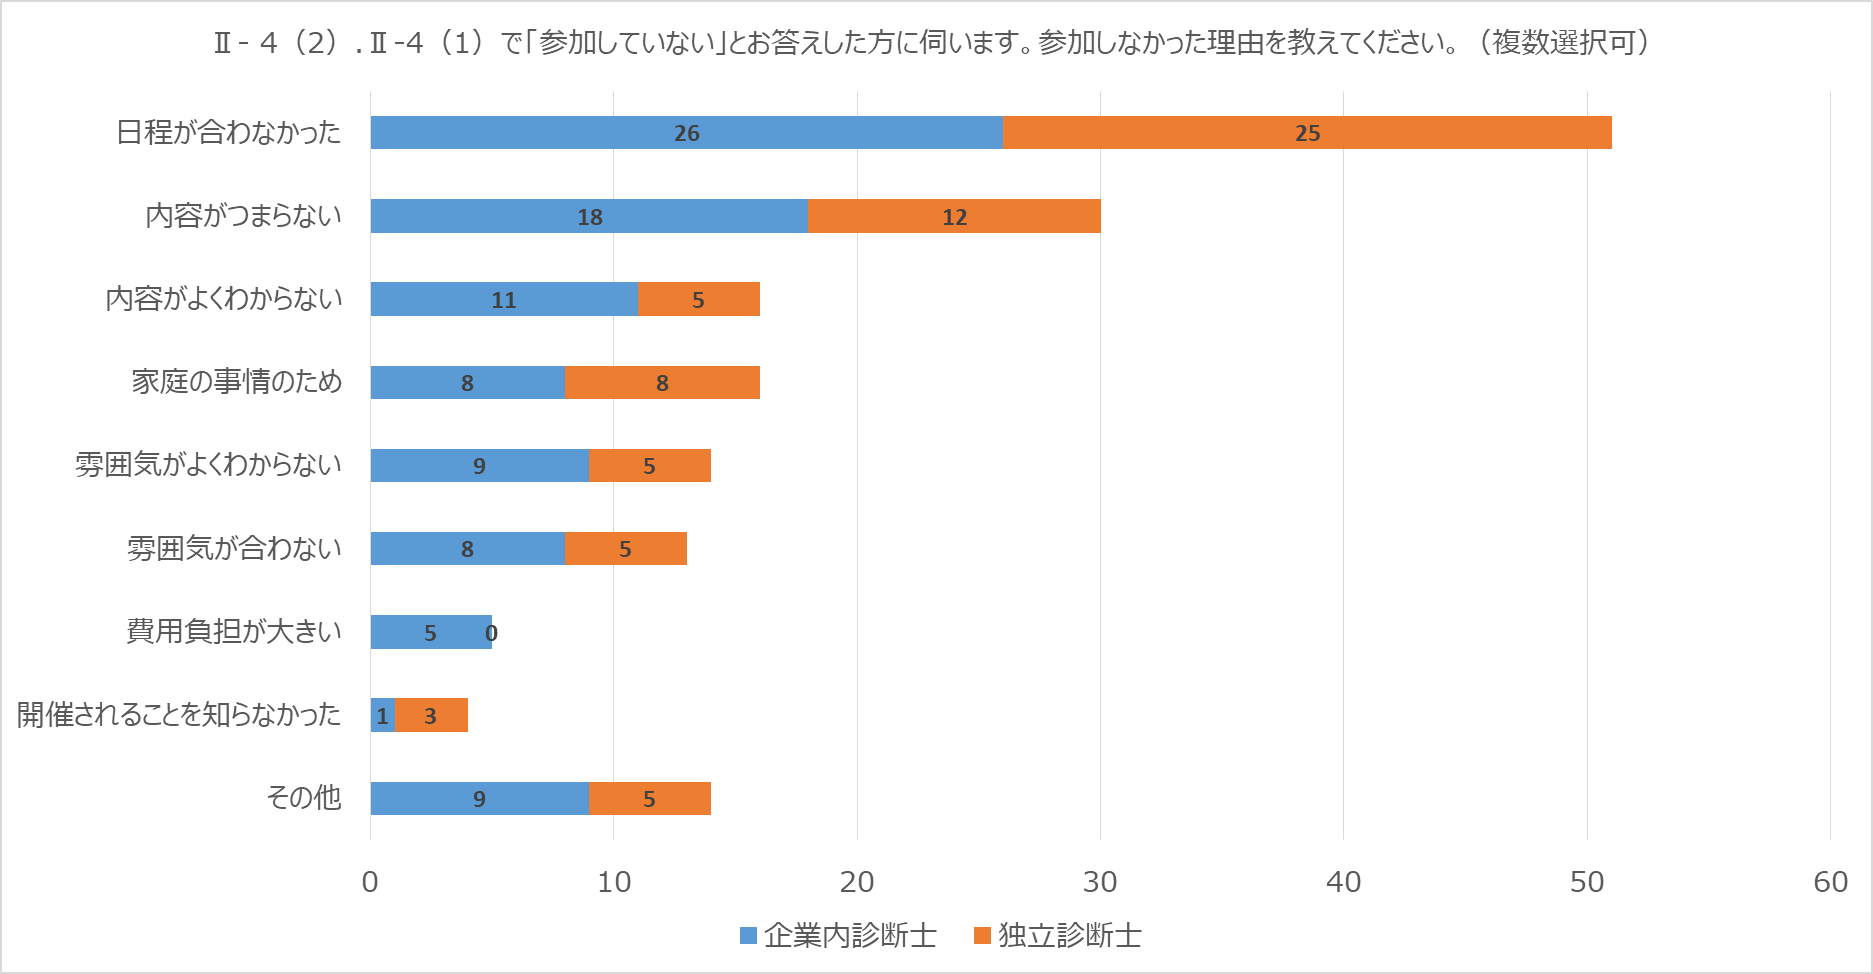 Ⅱ-４（2）.Ⅱ-4（1）で「参加していない」とお答えした方に伺います。参加しなかった理由を教えてください。（複数選択可）
日程が合わなかった 26 25
内容がつまらない 18 12
内容がよくわからない 11 5
家庭の事情のため 8 8
雰囲気がよくわからない 9 5
雰囲気が合わない 8 5
費用負担が大きい 5 0
開催されることを知らなかった 1 3
その他 9 5
0 10 20 30 40 50 60
企業内診断士 独立診断士